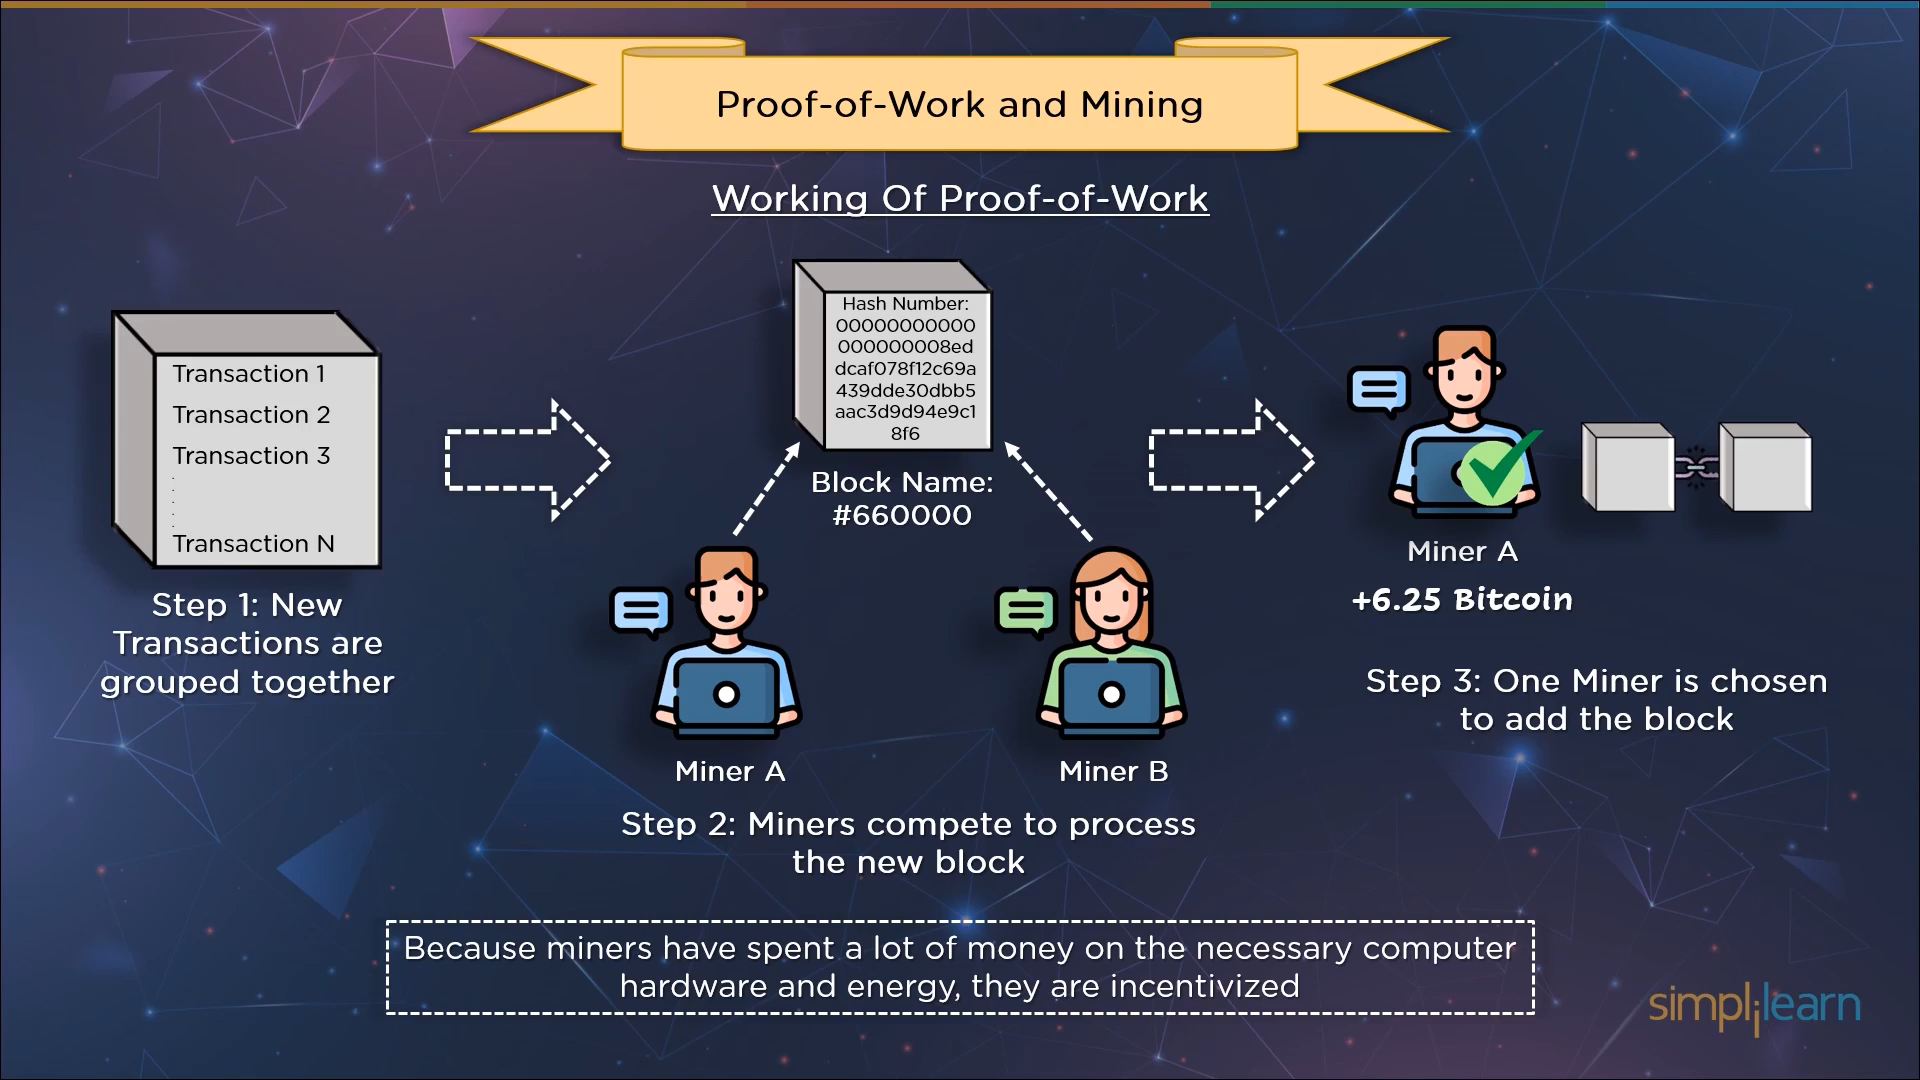 Proof-of-Work and Mining
Working Of Proof-of-Work
Transaction 1
Transaction 2
Transaction 3
.
.
.
.
.
Transaction N
Step 1: New
Transactions are
grouped together
Hash Number:
00000000000
000000008ed
dcaf078f12c69a
439dde30dbb5
aac3d9d94e9c1
8f6
Block Name:
#660000
Miner A
Miner B
Step 2: Miners compete to process
the new block
Miner A
+6.25 Bitcoin
Step 3: One Miner is chosen
to add the block
Because miners have spent a lot of money on the necessary computer
hardware and energy, they are incentivized
simplilearn